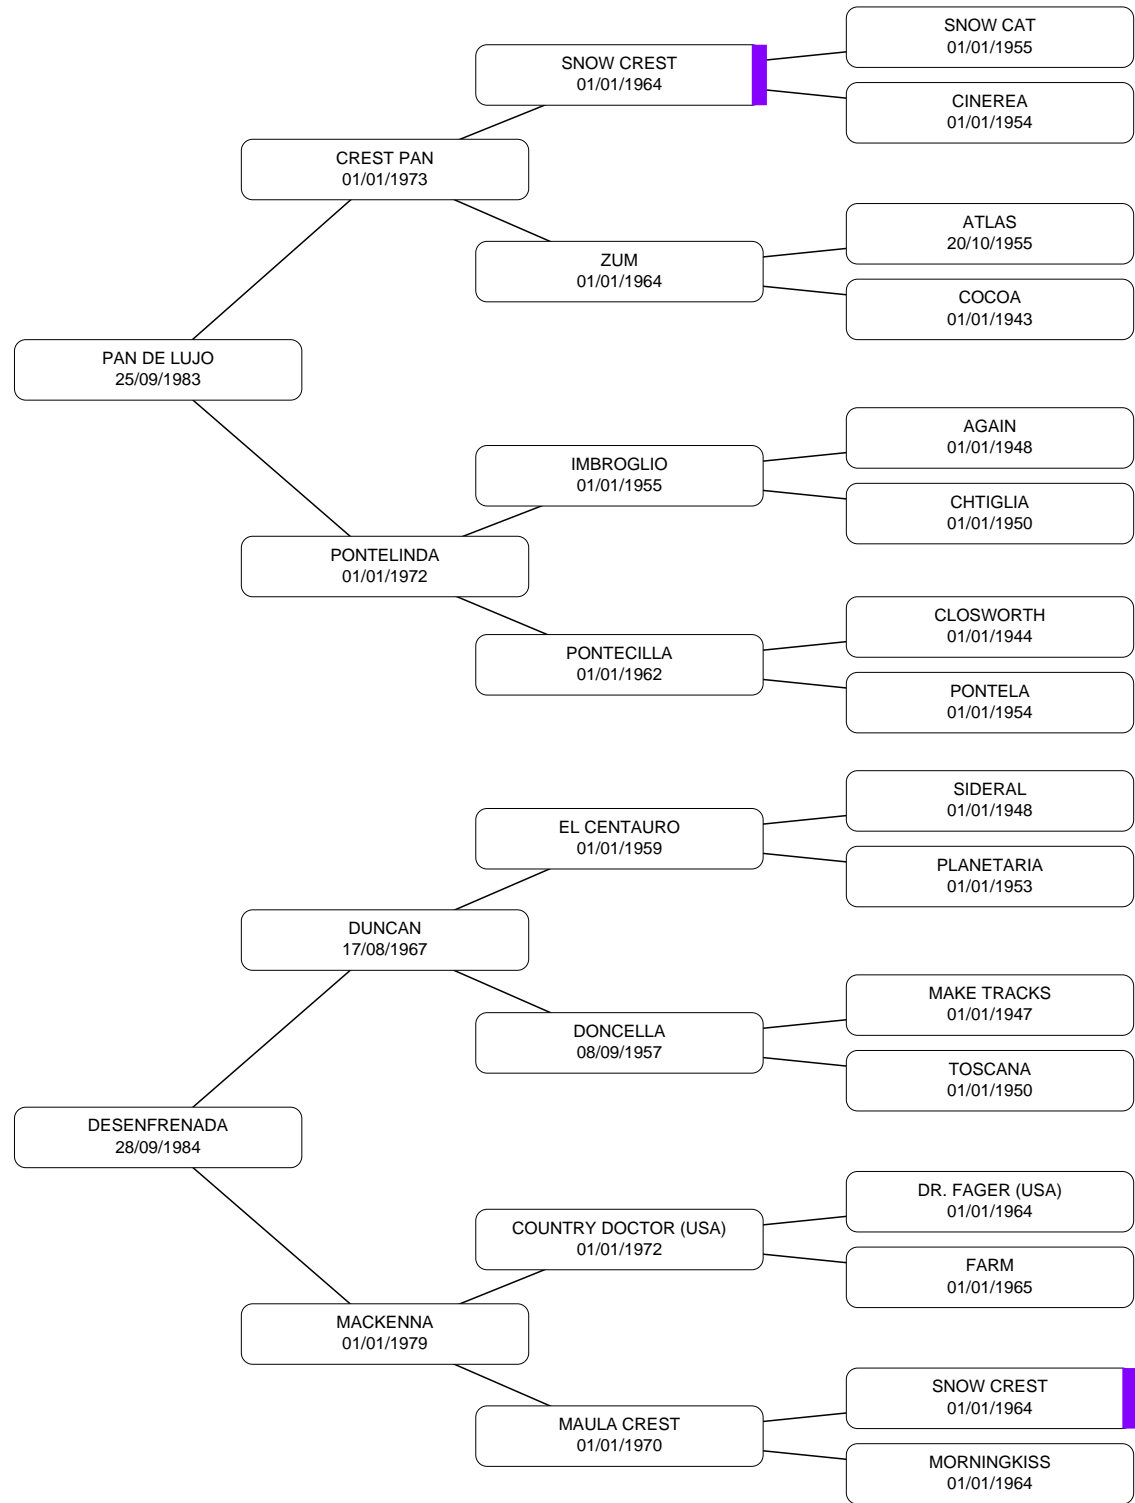 SNOW CAT
01/01/1955
SNOW CREST
01/01/1964
CINEREA
01/01/1954
CREST PAN
01/01/1973
ATLAS
20/10/1955
ZUM
01/01/1964
COCOA
01/01/1943
PAN DE LUJO
25/09/1983
AGAIN
01/01/1948
IMBROGLIO
01/01/1955
CHTIGLIA
01/01/1950
PONTELINDA
01/01/1972
CLOSWORTH
01/01/1944
PONTECILLA
01/01/1962
PONTELA
01/01/1954
SIDERAL
01/01/1948
EL CENTAURO
01/01/1959
PLANETARIA
01/01/1953
DUNCAN
17/08/1967
MAKE TRACKS
01/01/1947
DONCELLA
08/09/1957
TOSCANA
01/01/1950
DESENFRENADA
28/09/1984
DR. FAGER (USA)
01/01/1964
COUNTRY DOCTOR (USA)
01/01/1972
FARM
01/01/1965
MACKENNA
01/01/1979
SNOW CREST
01/01/1964
MAULA CREST
01/01/1970
MORNINGKISS
01/01/1964